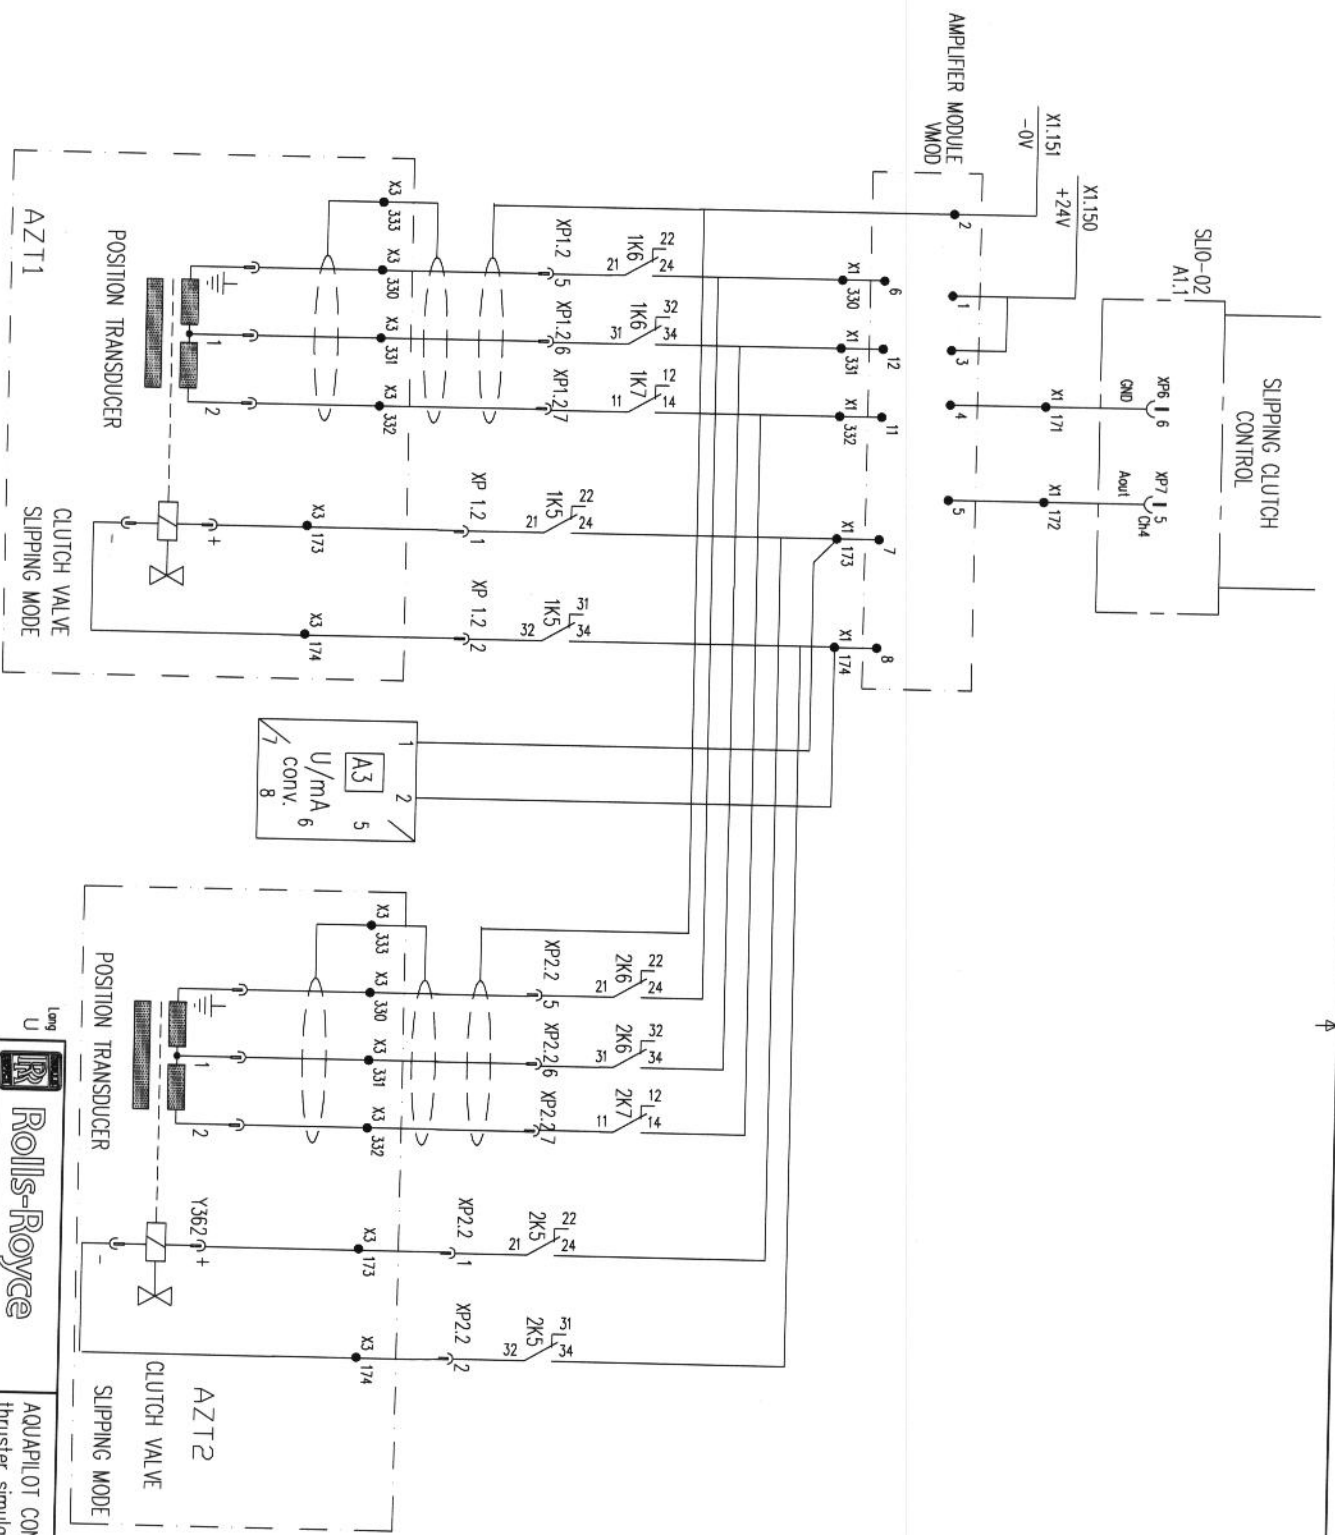 SLIPPING CLUTCH
CONTROL
SLIO-02
A1.1
XP6
6
GND
XP7
5
Ch4
Aout
X1.150
+24V
X1.151
-0V
X1
171
X1
172
AMPLIFIER MODULE
VMOD
2
1
3
4
5
6
12
11
7
8
X1
330
X1
331
X1
332
X1
173
X1
174
1K6
22
21
24
1K6
32
31
34
1K7
12
11
14
1K5
22
21
24
1K5
31
32
34
XP1.2
5
XP1.2
6
XP1.2
7
XP 1.2
1
XP 1.2
2
X3
333
X3
330
X3
331
X3
332
X3
173
X3
174
1
2
+
-
POSITION TRANSDUCER
AZT1
CLUTCH VALVE
SLIPPING MODE
1
2
A3
U/mA
conv.
5
6
7
8
2K6
22
21
24
2K6
32
31
34
2K7
12
11
14
2K5
22
21
24
2K5
31
32
34
XP2.2
5
XP2.2
6
XP2.2
7
XP2.2
1
XP2.2
2
X3
333
X3
330
X3
331
X3
332
X3
173
X3
174
1
2
Y362
+
-
POSITION TRANSDUCER
AZT2
CLUTCH VALVE
SLIPPING MODE
Long
U
RR
Rolls-Royce
AQUAPILOT CON
thruster simula